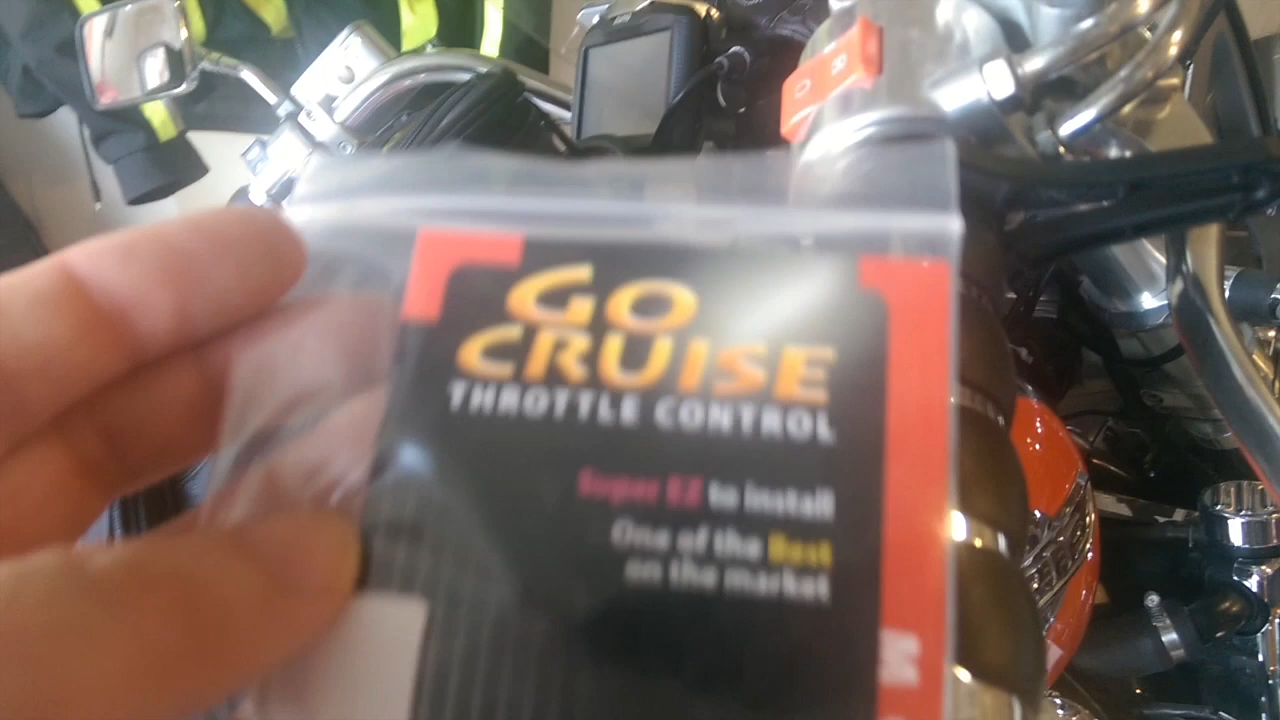 GO
CRUISE
THROTTLE CONTROL
Super EZ to install
One of the Best
on the market